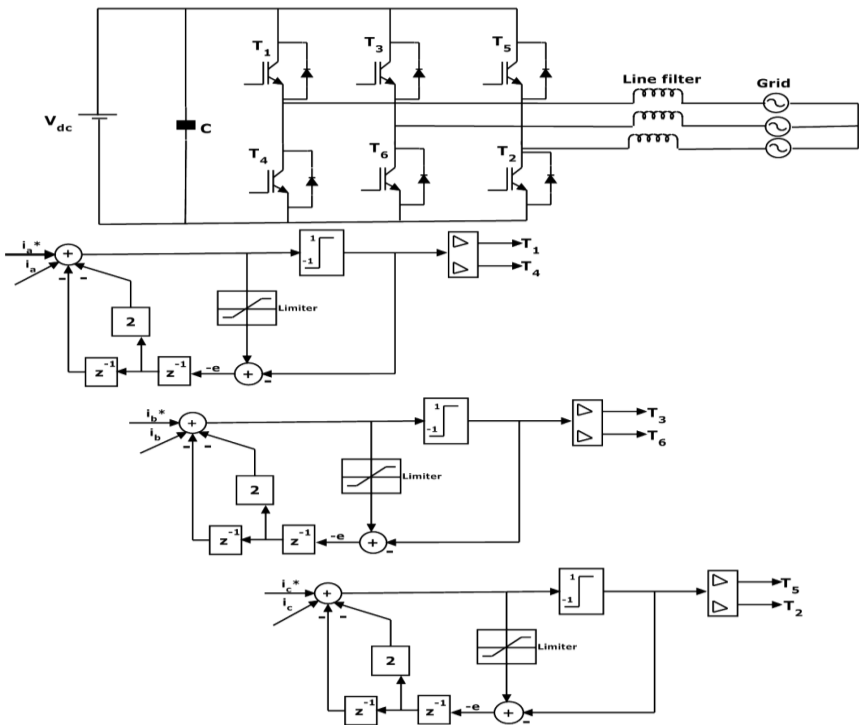 T1 T3 T5
Line filter Grid
Vdc C
T4 T6 T2
ia* + 1 -1 T1
ia - - T4
2 Limiter
z-1 z-1 -e + -
ib* + 1 -1 T3
ib - - T6
2 Limiter
z-1 z-1 -e + -
ic* + 1 -1 T5
ic - - T2
2 Limiter
z-1 z-1 -e + -